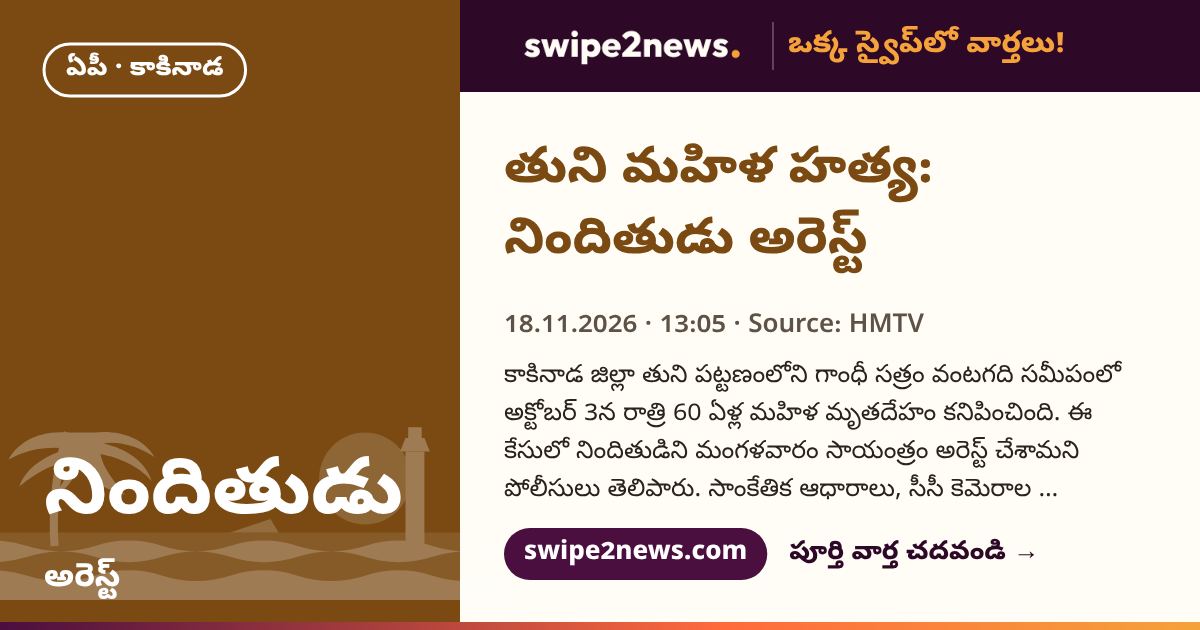 ఏపీ · కాకినాడ
swipe2news.
ఒక్క స్వైప్‌లో వార్తలు!
తుని మహిళ హత్య:
నిందితుడు అరెస్ట్
18.11.2026 · 13:05 · Source: HMTV
కాకినాడ జిల్లా తుని పట్టణంలోని గాంధీ సత్రం వంటగది సమీపంలో
అక్టోబర్ 3న రాత్రి 60 ఏళ్ల మహిళ మృతదేహం కనిపించింది. ఈ
కేసులో నిందితుడిని మంగళవారం సాయంత్రం అరెస్ట్ చేశామని
పోలీసులు తెలిపారు. సాంకేతిక ఆధారాలు, సీసీ కెమెరాల ...
నిందితుడు
అరెస్ట్
swipe2news.com
పూర్తి వార్త చదవండి →